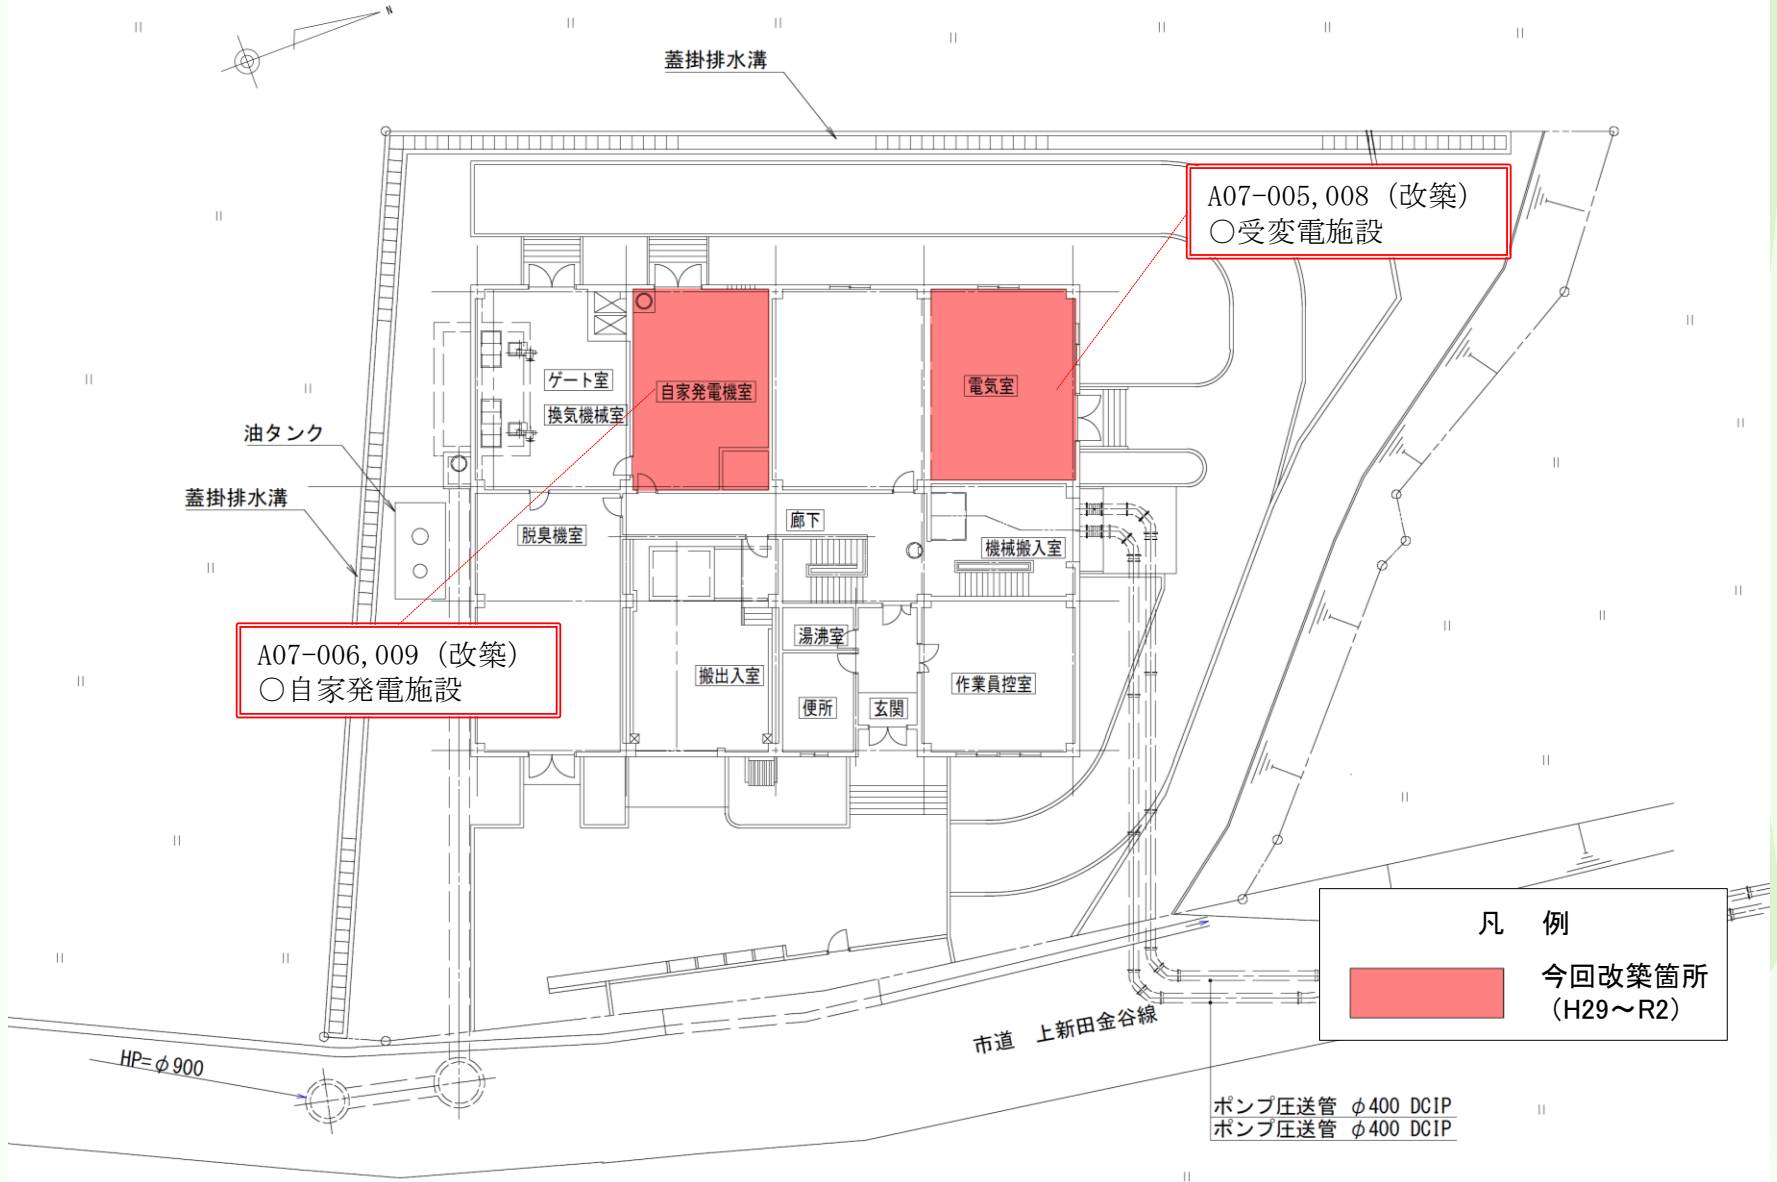 N
蓋掛排水溝
A07-005,008（改築）
〇受変電施設
ゲート室
換気機械室
自家発電機室
電気室
油タンク
蓋掛排水溝
脱臭機室
廊下
機械搬入室
A07-006,009（改築）
〇自家発電施設
湯沸室
搬出入室
便所
玄関
作業員控室
凡　例
今回改築箇所
（H29～R2）
市道　上新田金谷線
HP=φ900
ポンプ圧送管　φ400 DCIP
ポンプ圧送管　φ400 DCIP